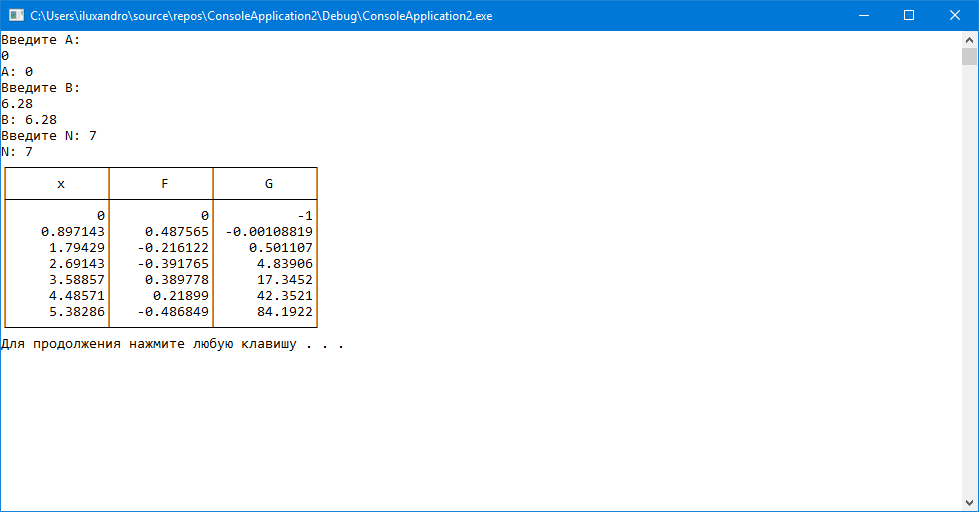 C:\Users\iluxandro\source\repos\ConsoleApplication2\Debug\ConsoleApplication2.exe
Введите A:
0
A: 0
Введите B:
6.28
B: 6.28
Введите N: 7
N: 7
x F G
0 0 -1
0.897143 0.487565 -0.00108819
1.79429 -0.216122 0.501107
2.69143 -0.391765 4.83906
3.58857 0.389778 17.3452
4.48571 0.21899 42.3521
5.38286 -0.486849 84.1922
Для продолжения нажмите любую клавишу . . .